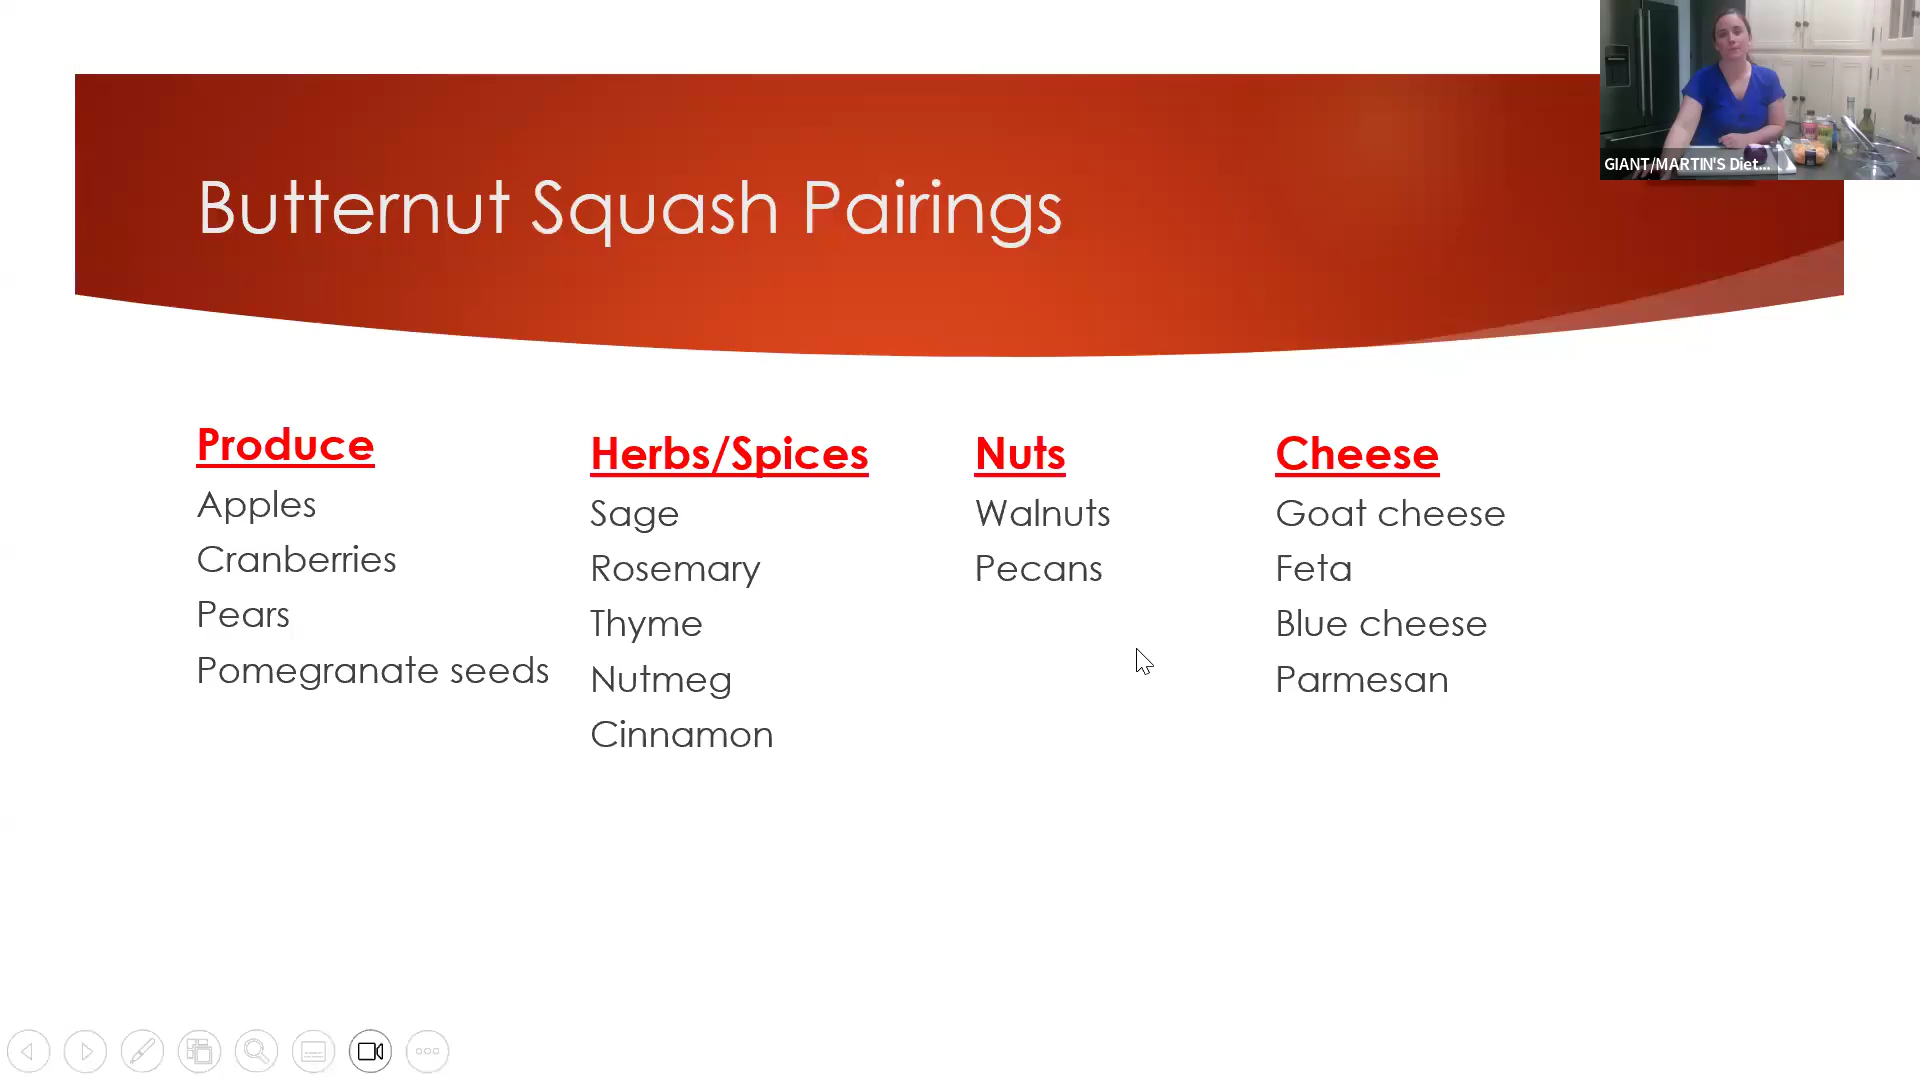 GIANT/MARTIN'S Diet...
Butternut Squash Pairings
Produce
Apples
Cranberries
Pears
Pomegranate seeds
Herbs/Spices
Sage
Rosemary
Thyme
Nutmeg
Cinnamon
Nuts
Walnuts
Pecans
Cheese
Goat cheese
Feta
Blue cheese
Parmesan